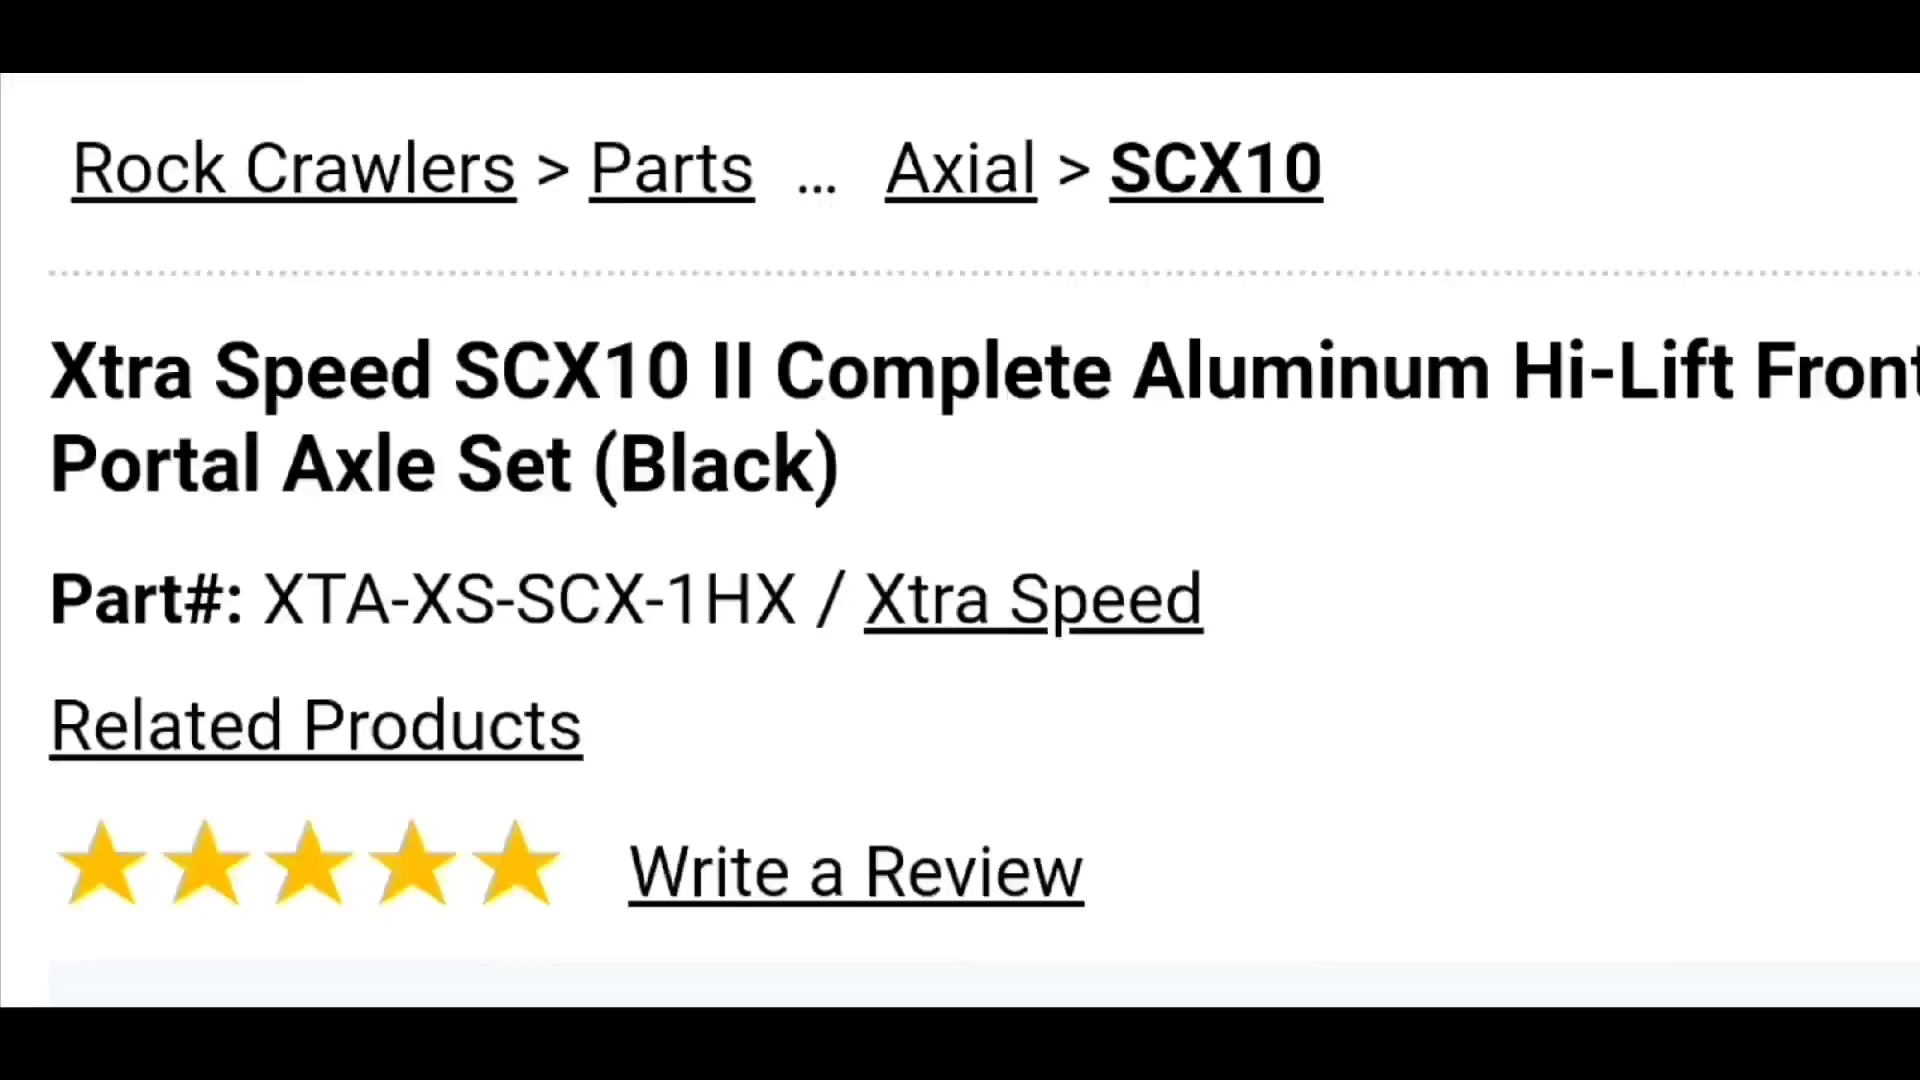 Rock Crawlers > Parts ... Axial > SCX10
Xtra Speed SCX10 II Complete Aluminum Hi-Lift Front
Portal Axle Set (Black)
Part#: XTA-XS-SCX-1HX / Xtra Speed
Related Products
Write a Review